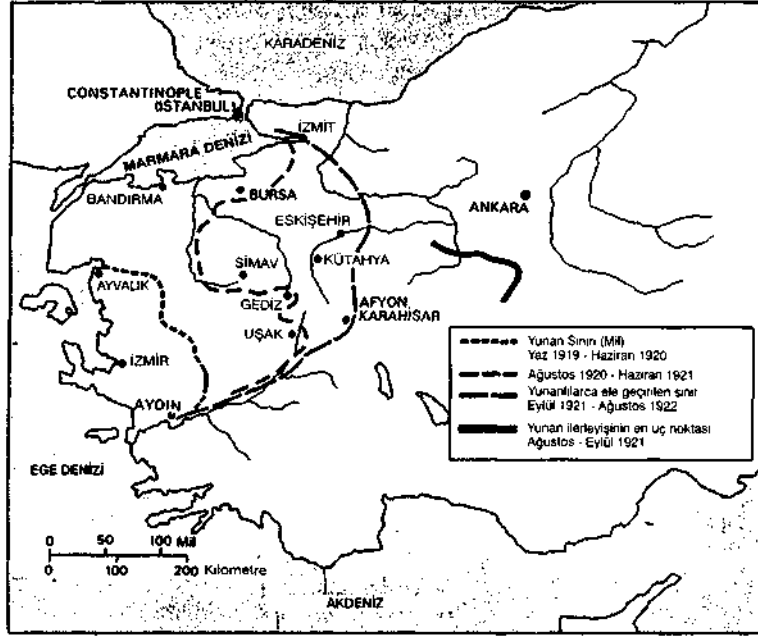 KARADENİZ
CONSTANTINOPLE
(İSTANBUL)
İZMİT
MARMARA DENİZİ
BANDIRMA
BURSA
ANKARA
ESKİŞEHİR
SİMAV
KÜTAHYA
AYVALIK
GEDİZ
AFYON
KARAHİSAR
UŞAK
İZMİR
AYDIN
EGE DENİZİ
Yunan Sınırı (Mil)
Yaz 1919 - Haziran 1920
Ağustos 1920 - Haziran 1921
Yunanlılarca ele geçirilen sınır
Eylül 1921 - Ağustos 1922
Yunan ilerleyişinin en uç noktası
Ağustos - Eylül 1921
0 50 100 Mil
0 100 200 Kilometre
AKDENİZ